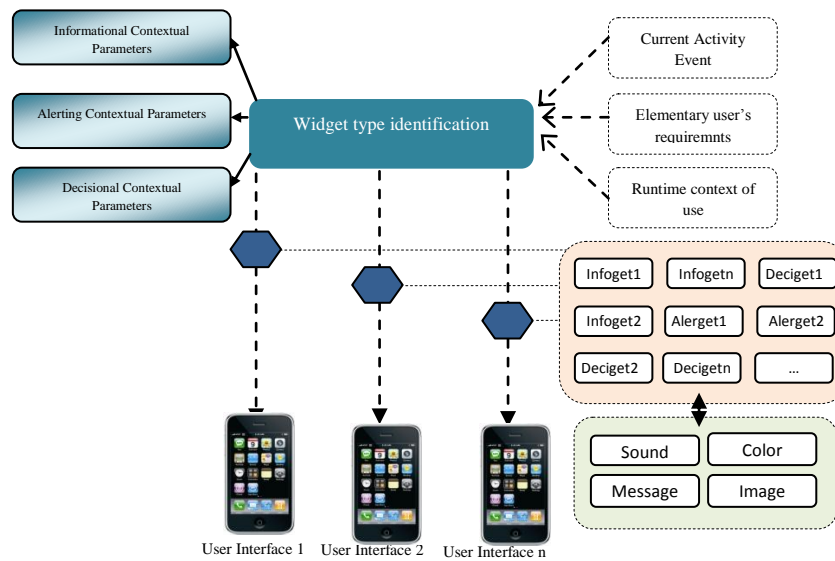 Informational Contextual
Parameters
Alerting Contextual Parameters
Decisional Contextual
Parameters
Widget type identification
Current Activity
Event
Elementary user's
requiremnts
Runtime context of
use
Infoget1
Infogetn
Deciget1
Infoget2
Alerget1
Alerget2
Deciget2
Decigetn
...
Sound
Color
Message
Image
User Interface 1
User Interface 2
User Interface n